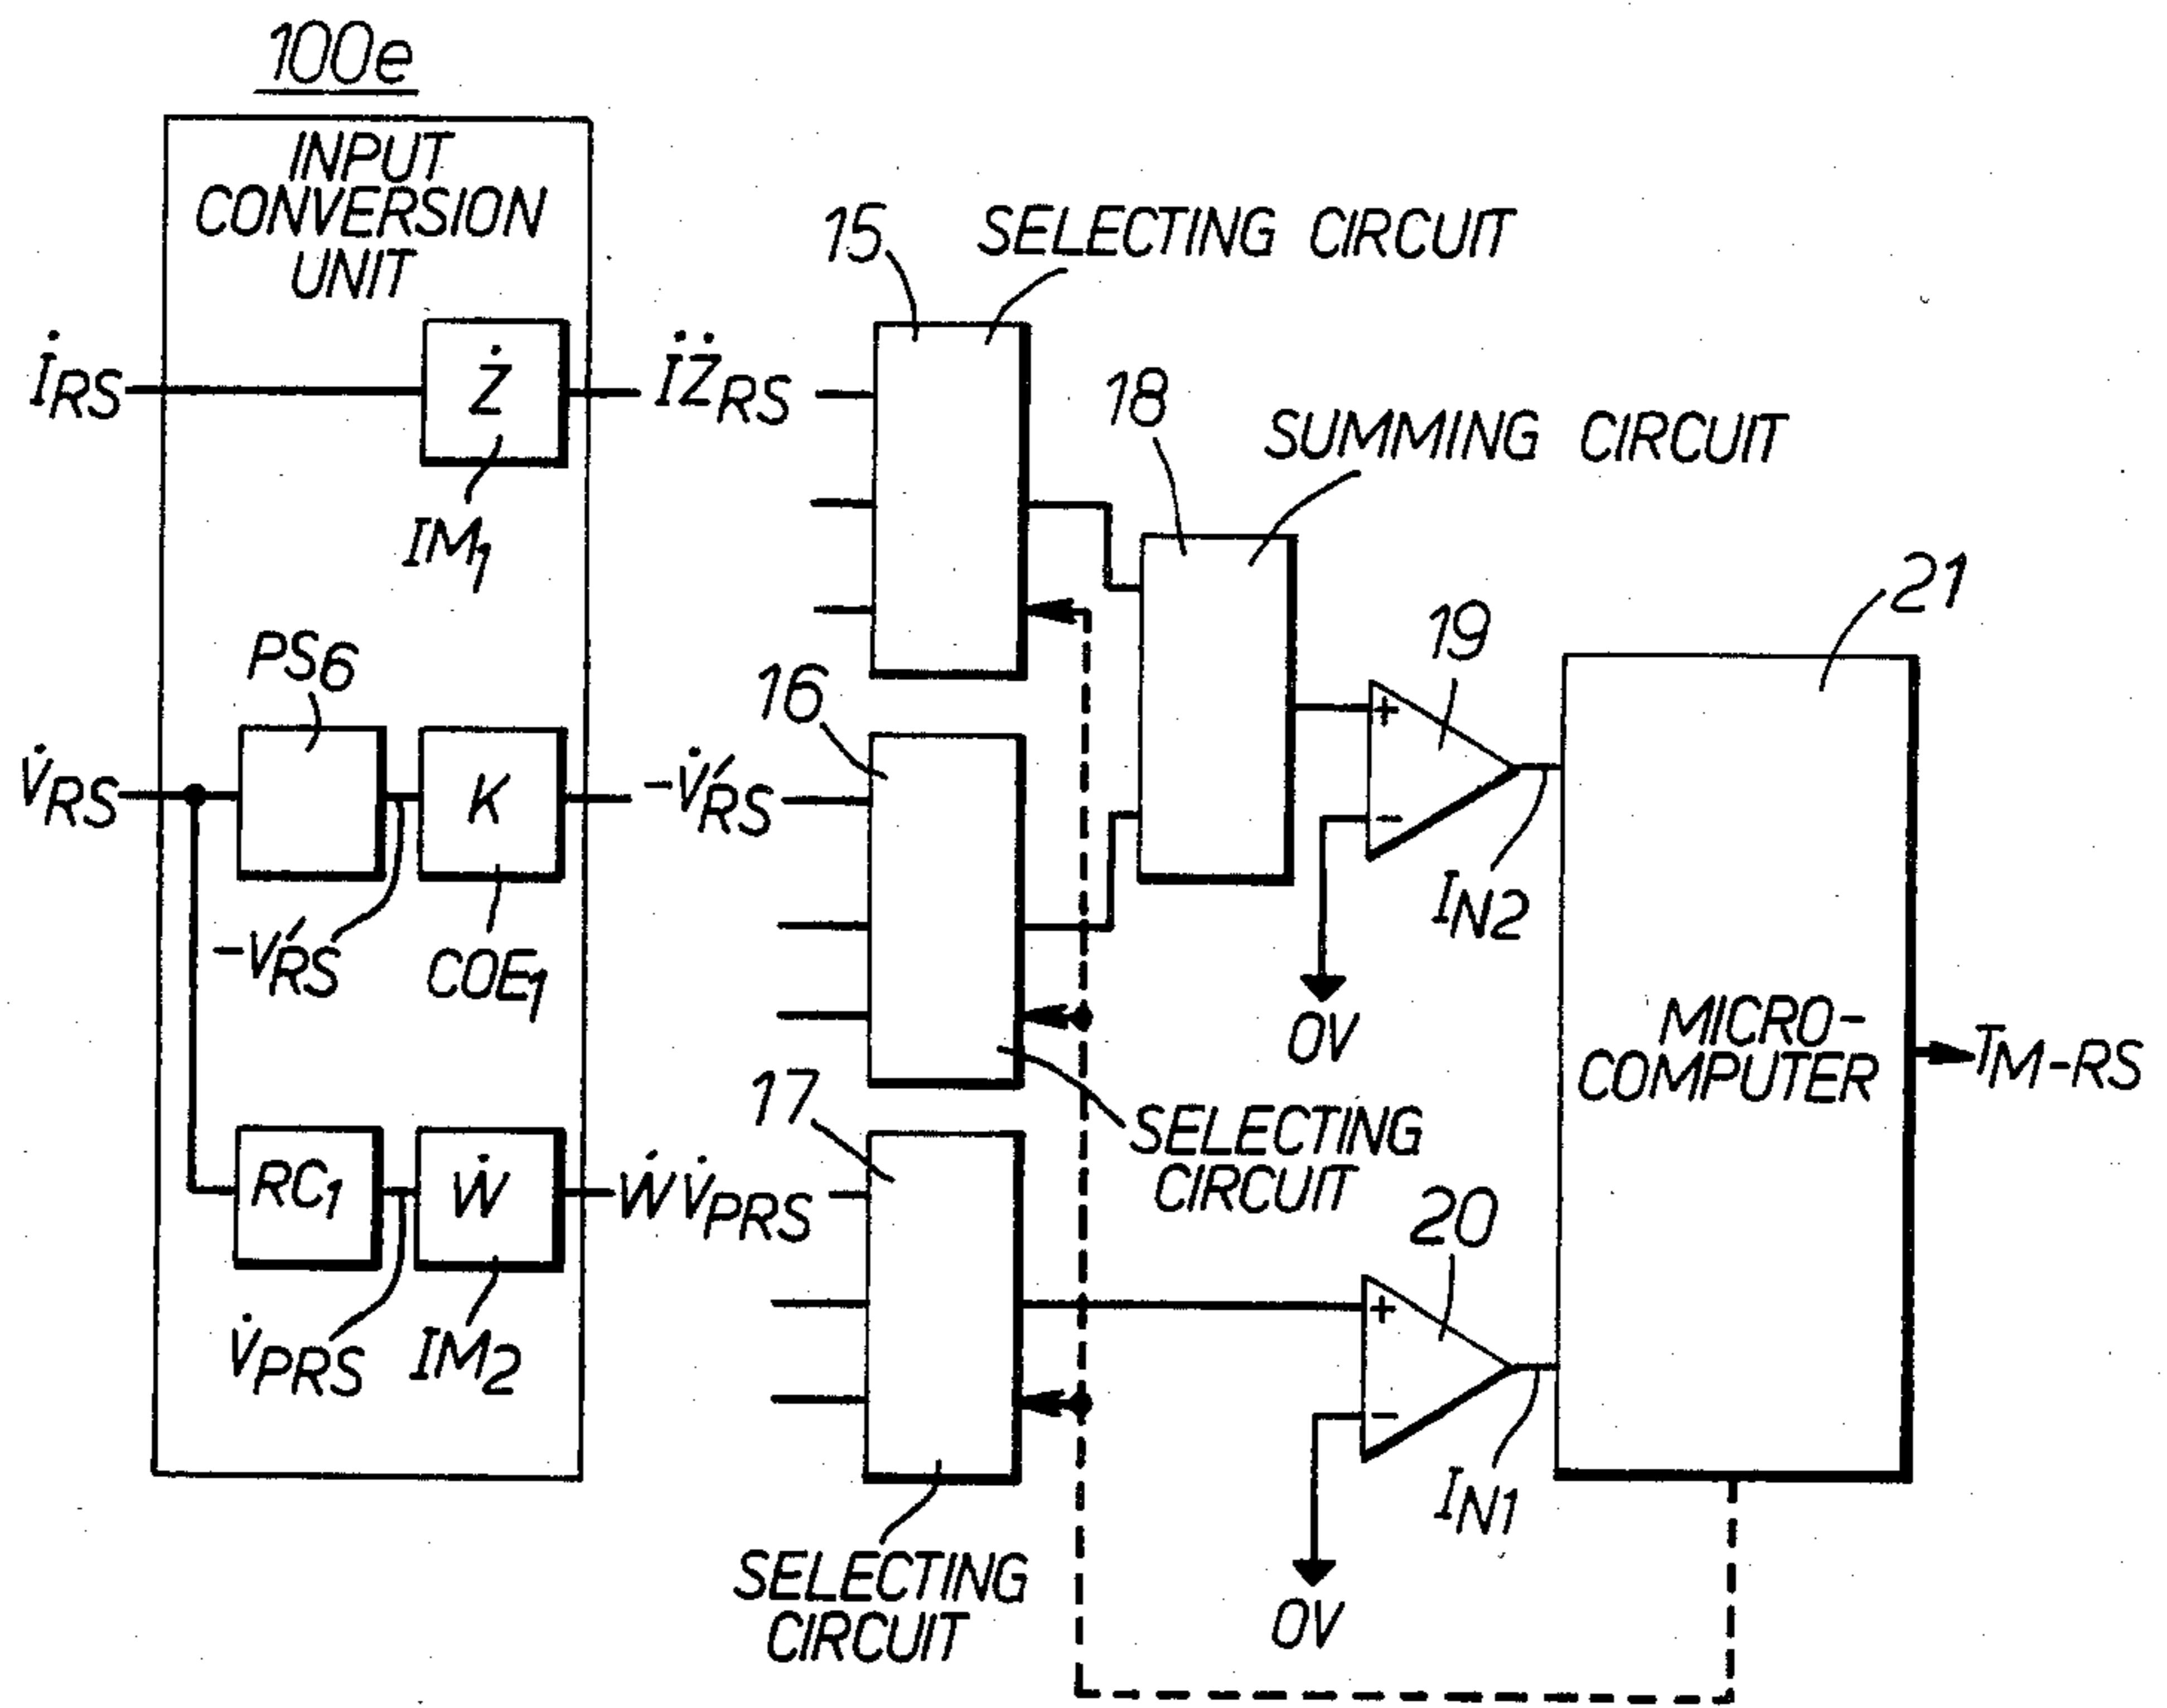 100e
INPUT
CONVERSION
UNIT
İRS
Ż
İŻRS
IM1
15
SELECTING CIRCUIT
18
SUMMING CIRCUIT
PS6
V̇RS
K
-V̇'RS
-V'RS
COE1
16
19
+
-
IN2
0V
21
MICRO-
COMPUTER
TM-RS
SELECTING
CIRCUIT
17
RC1
Ẇ
ẆV̇PRS
V̇PRS
IM2
20
+
-
IN1
0V
SELECTING
CIRCUIT